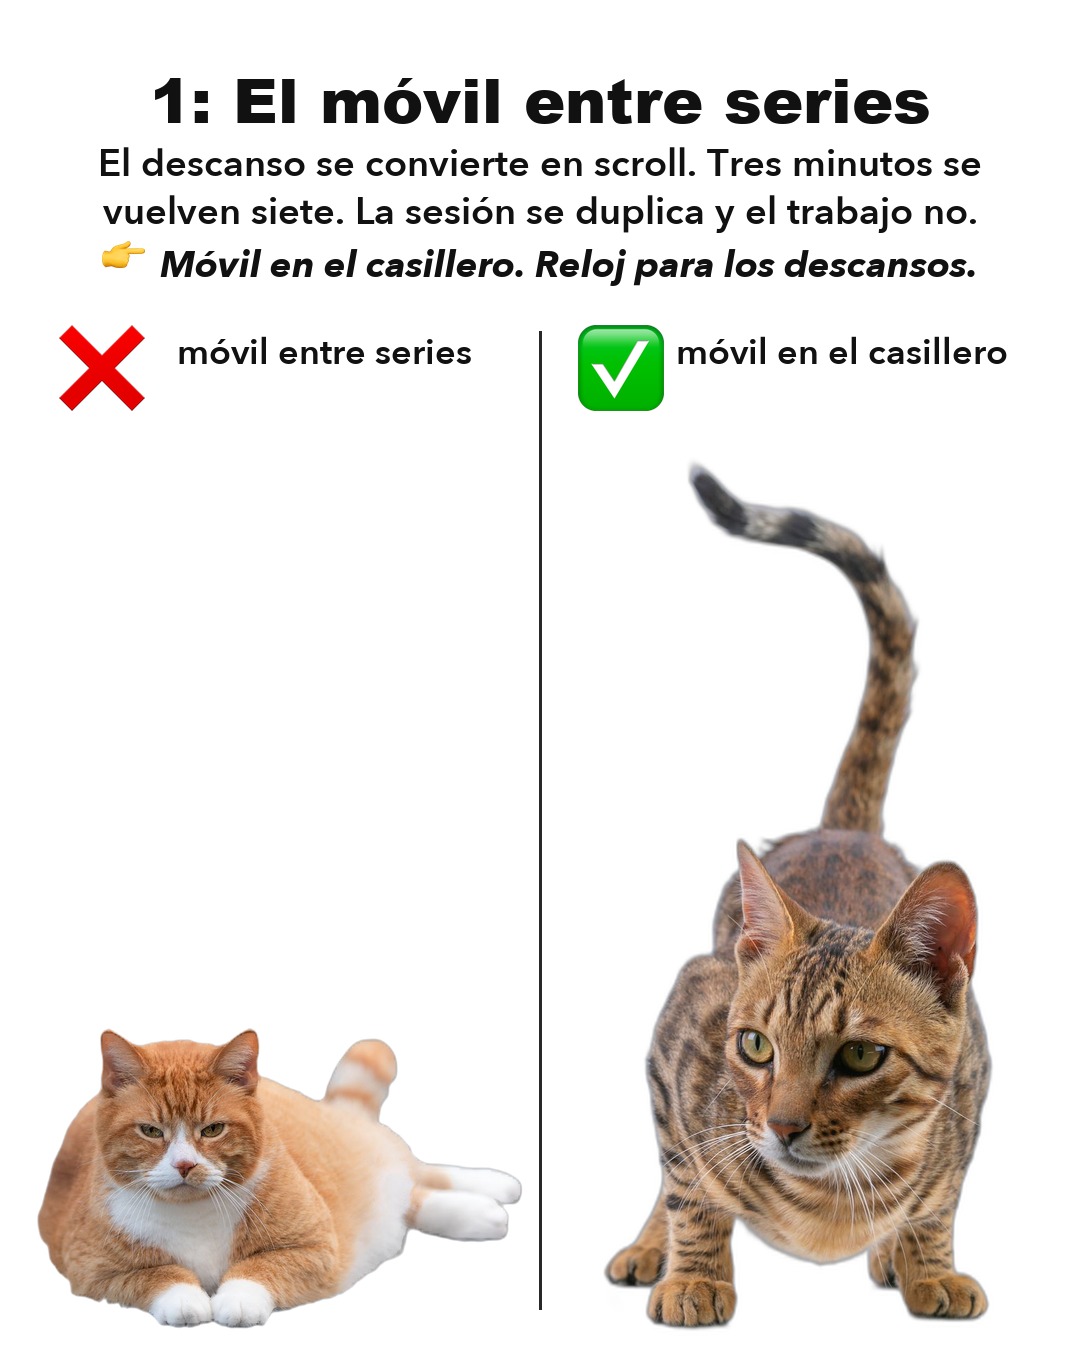 1: El móvil entre series
El descanso se convierte en scroll. Tres minutos se
vuelven siete. La sesión se duplica y el trabajo no.
👉 Móvil en el casillero. Reloj para los descansos.
❌ móvil entre series
✅ móvil en el casillero